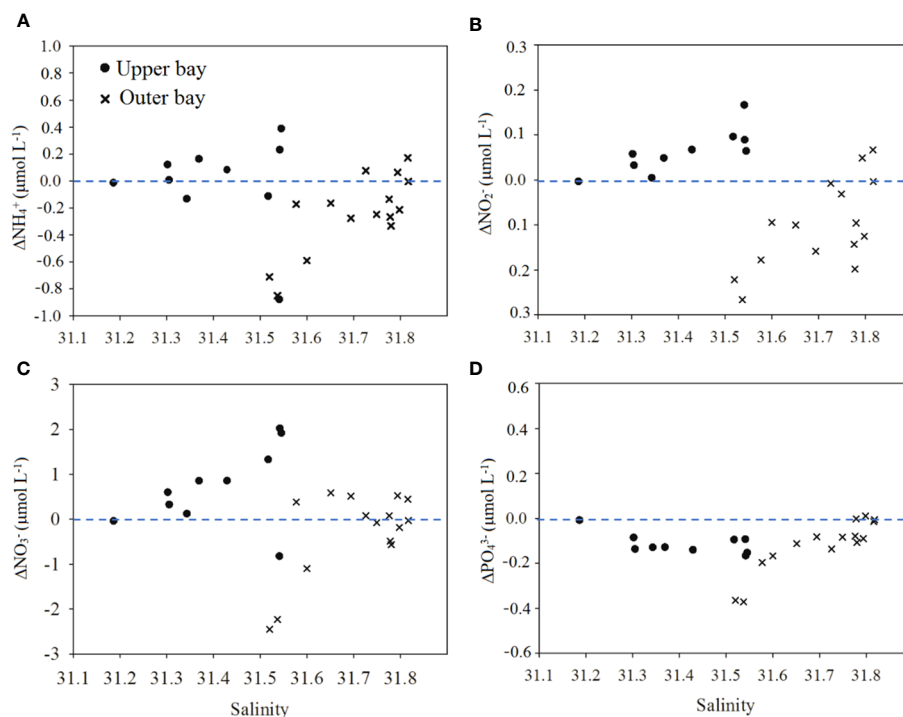 A
ΔNH₄⁺ (μmol L⁻¹)
1.0
0.8
0.6
0.4
0.2
0.0
-0.2
-0.4
-0.6
-0.8
-1.0
Upper bay
Outer bay
31.1 31.2 31.3 31.4 31.5 31.6 31.7 31.8
B
ΔNO₂⁻ (μmol L⁻¹)
0.3
0.2
0.1
0.0
0.1
0.2
0.3
31.1 31.2 31.3 31.4 31.5 31.6 31.7 31.8
C
ΔNO₃⁻ (μmol L⁻¹)
3
2
1
0
-1
-2
-3
31.1 31.2 31.3 31.4 31.5 31.6 31.7 31.8
Salinity
D
ΔPO₄³⁻ (μmol L⁻¹)
0.6
-0.4
-0.2
0.0
-0.2
-0.4
-0.6
31.1 31.2 31.3 31.4 31.5 31.6 31.7 31.8
Salinity